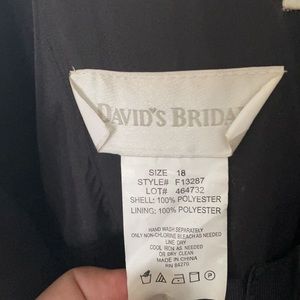 DAVID'S BRIDAL
SIZE 18
STYLE# F13287
LOT# 464732
SHELL: 100% POLYESTER
LINING: 100% POLYESTER
HAND WASH SEPARATELY
ONLY NON-CHLORINE BLEACH AS NEEDED
LINE DRY
COOL IRON AS NEEDED
OR DRY CLEAN
MADE IN CHINA
RN 84270
P